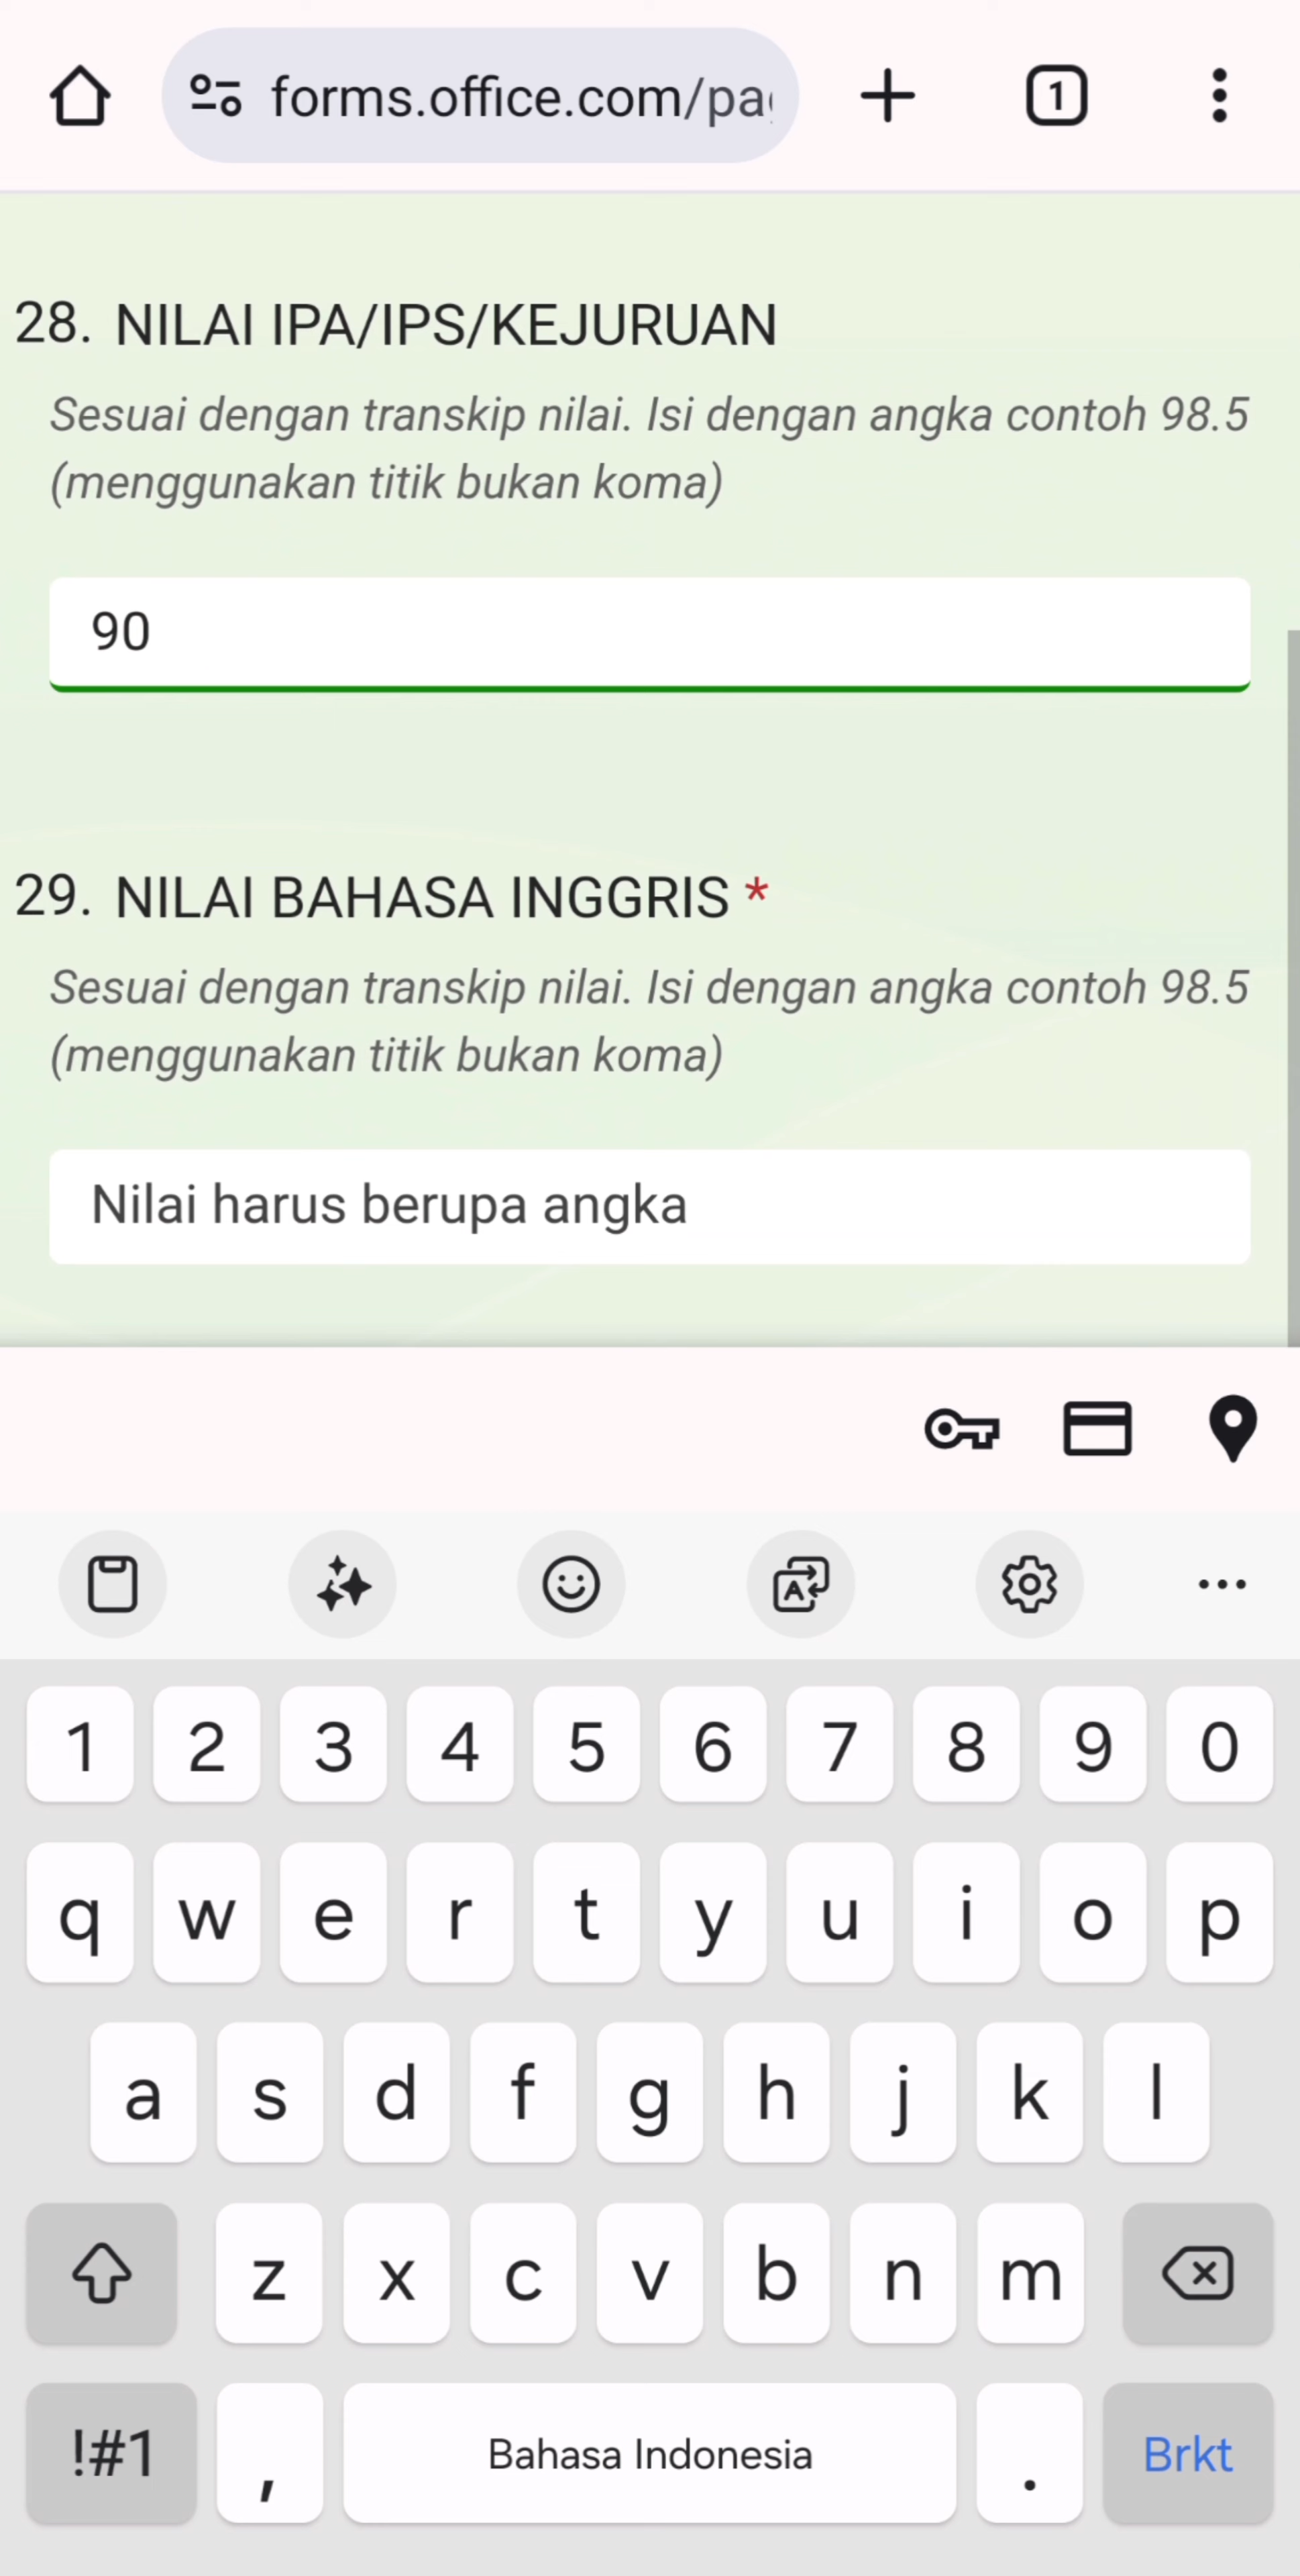 forms.office.com/pa
1
28. NILAI IPA/IPS/KEJURUAN
Sesuai dengan transkip nilai. Isi dengan angka contoh 98.5
(menggunakan titik bukan koma)
90
29. NILAI BAHASA INGGRIS *
Sesuai dengan transkip nilai. Isi dengan angka contoh 98.5
(menggunakan titik bukan koma)
Nilai harus berupa angka
1 2 3 4 5 6 7 8 9 0
q w e r t y u i o p
a s d f g h j k l
z x c v b n m
!#1 , Bahasa Indonesia . Brkt